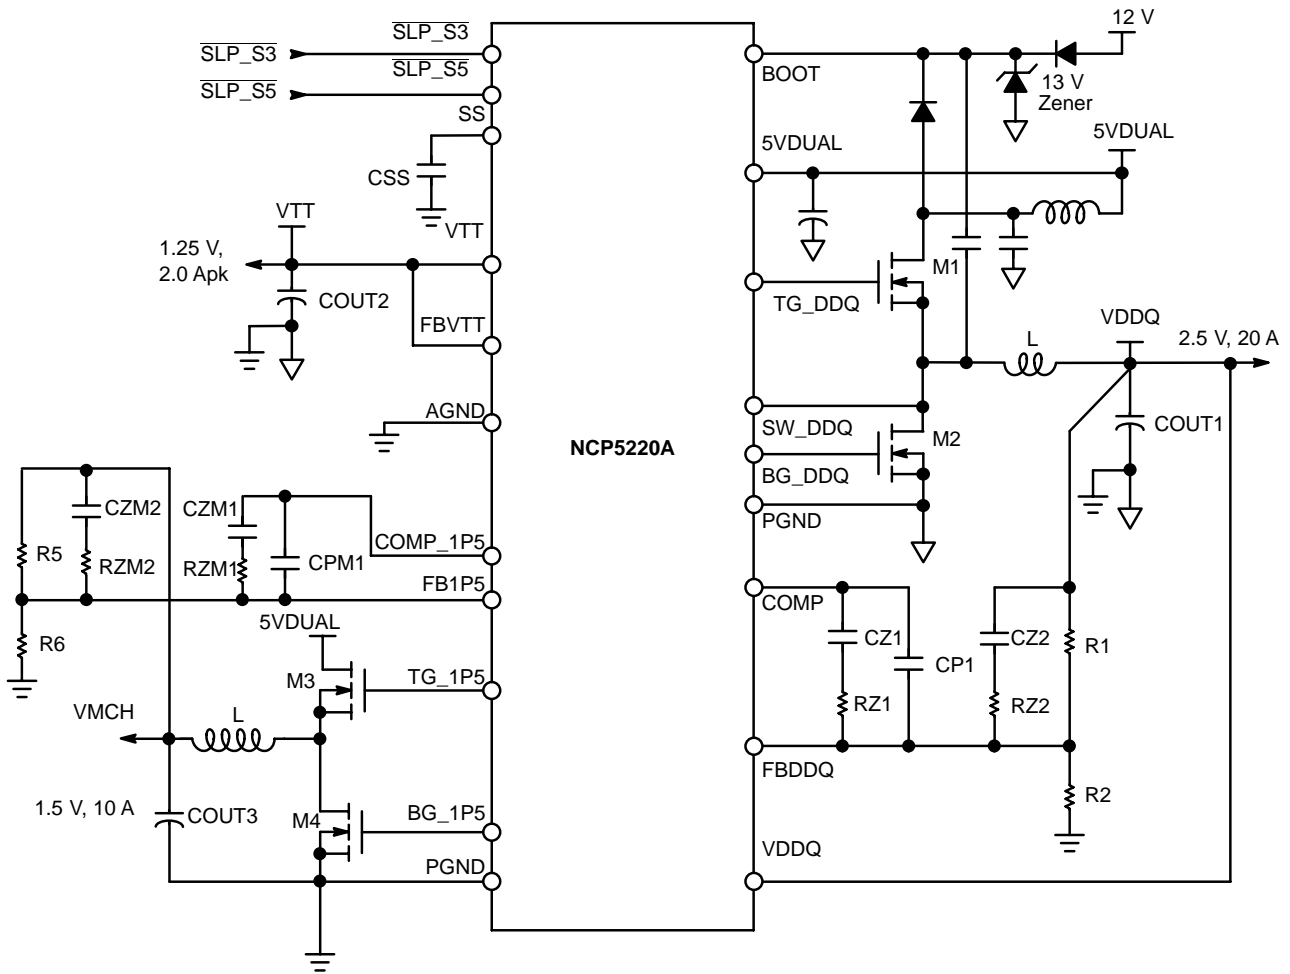 SLP_S3
SLP_S5
SLP_S3
SLP_S5
SS
CSS
VTT
VTT
1.25 V,
2.0 Apk
COUT2
FBVTT
AGND
CZM2
CZM1
COMP_1P5
R5
RZM2
RZM1
CPM1
FB1P5
R6
5VDUAL
M3
TG_1P5
VMCH
L
1.5 V, 10 A
COUT3
M4
BG_1P5
PGND
NCP5220A
12 V
BOOT
13 V
Zener
5VDUAL
5VDUAL
M1
TG_DDQ
VDDQ
L
2.5 V, 20 A
SW_DDQ
M2
COUT1
BG_DDQ
PGND
COMP
CZ1
CP1
CZ2
R1
RZ1
RZ2
FBDDQ
R2
VDDQ